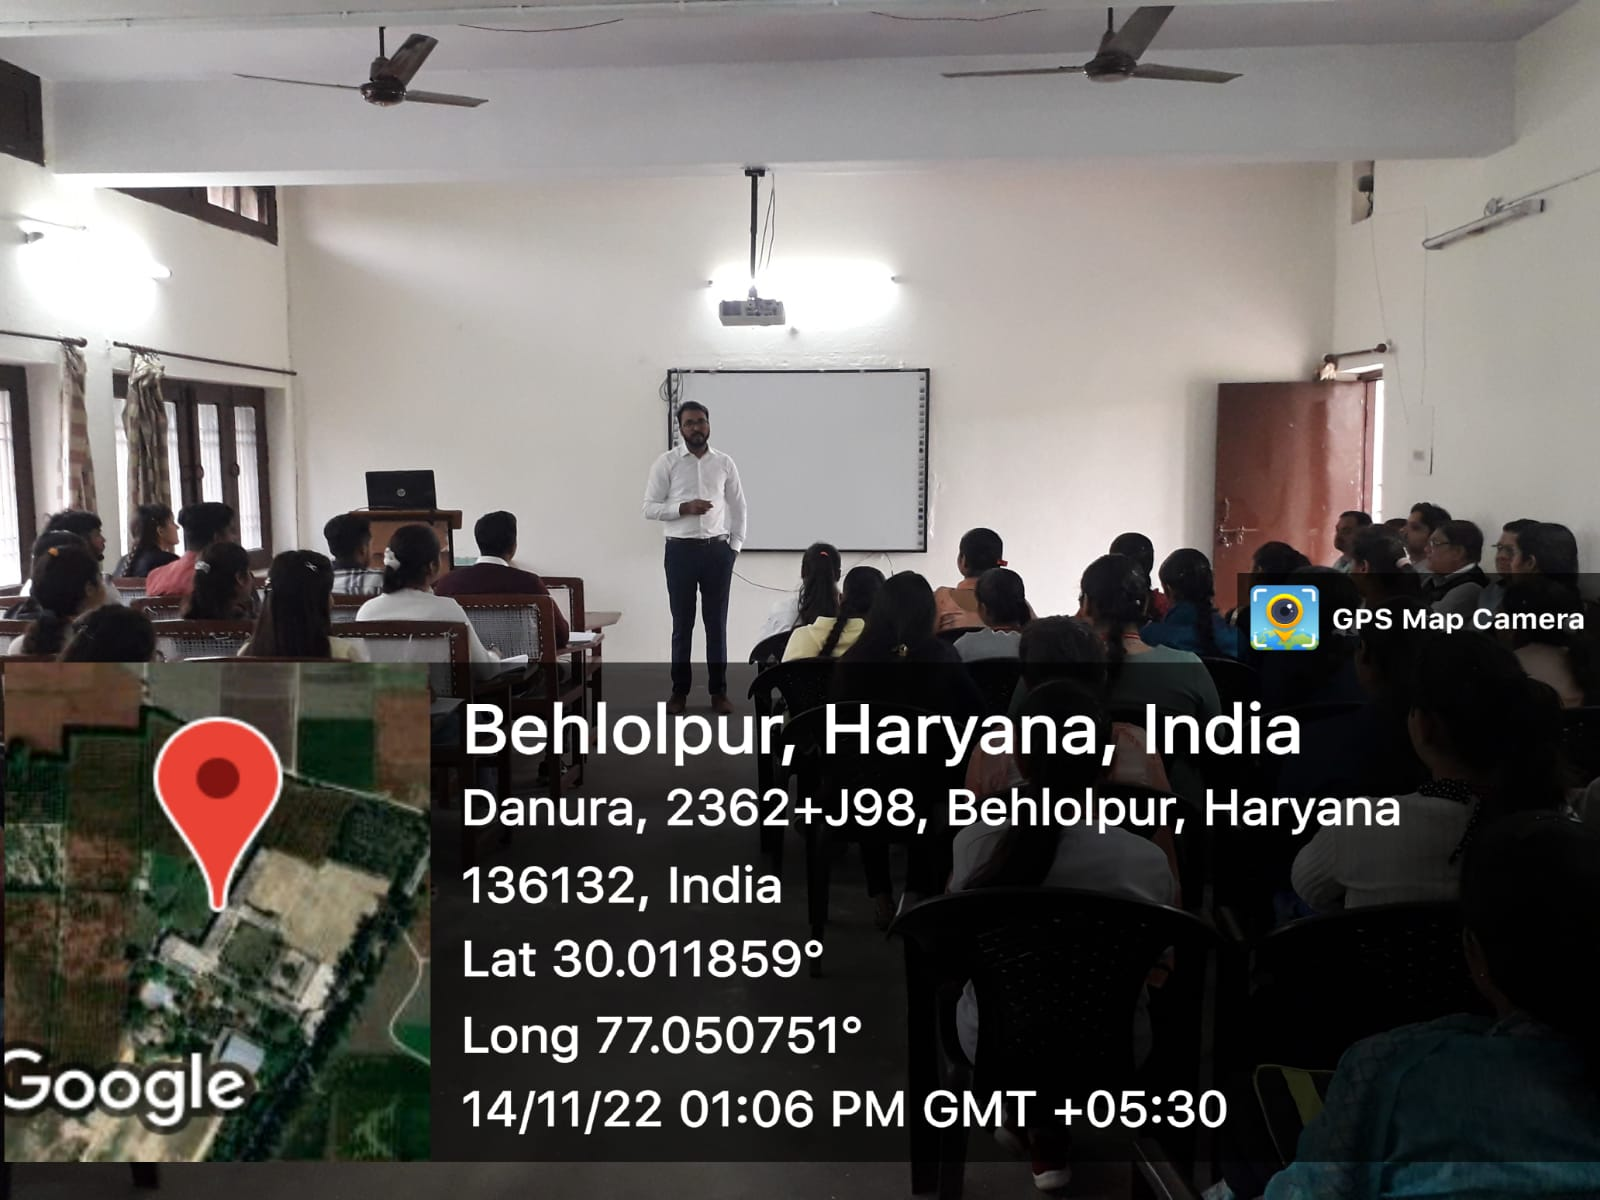 GPS Map Camera
Behlolpur, Haryana, India
Danura, 2362+J98, Behlolpur, Haryana
136132, India
Lat 30.011859°
Long 77.050751°
14/11/22 01:06 PM GMT +05:30
Google